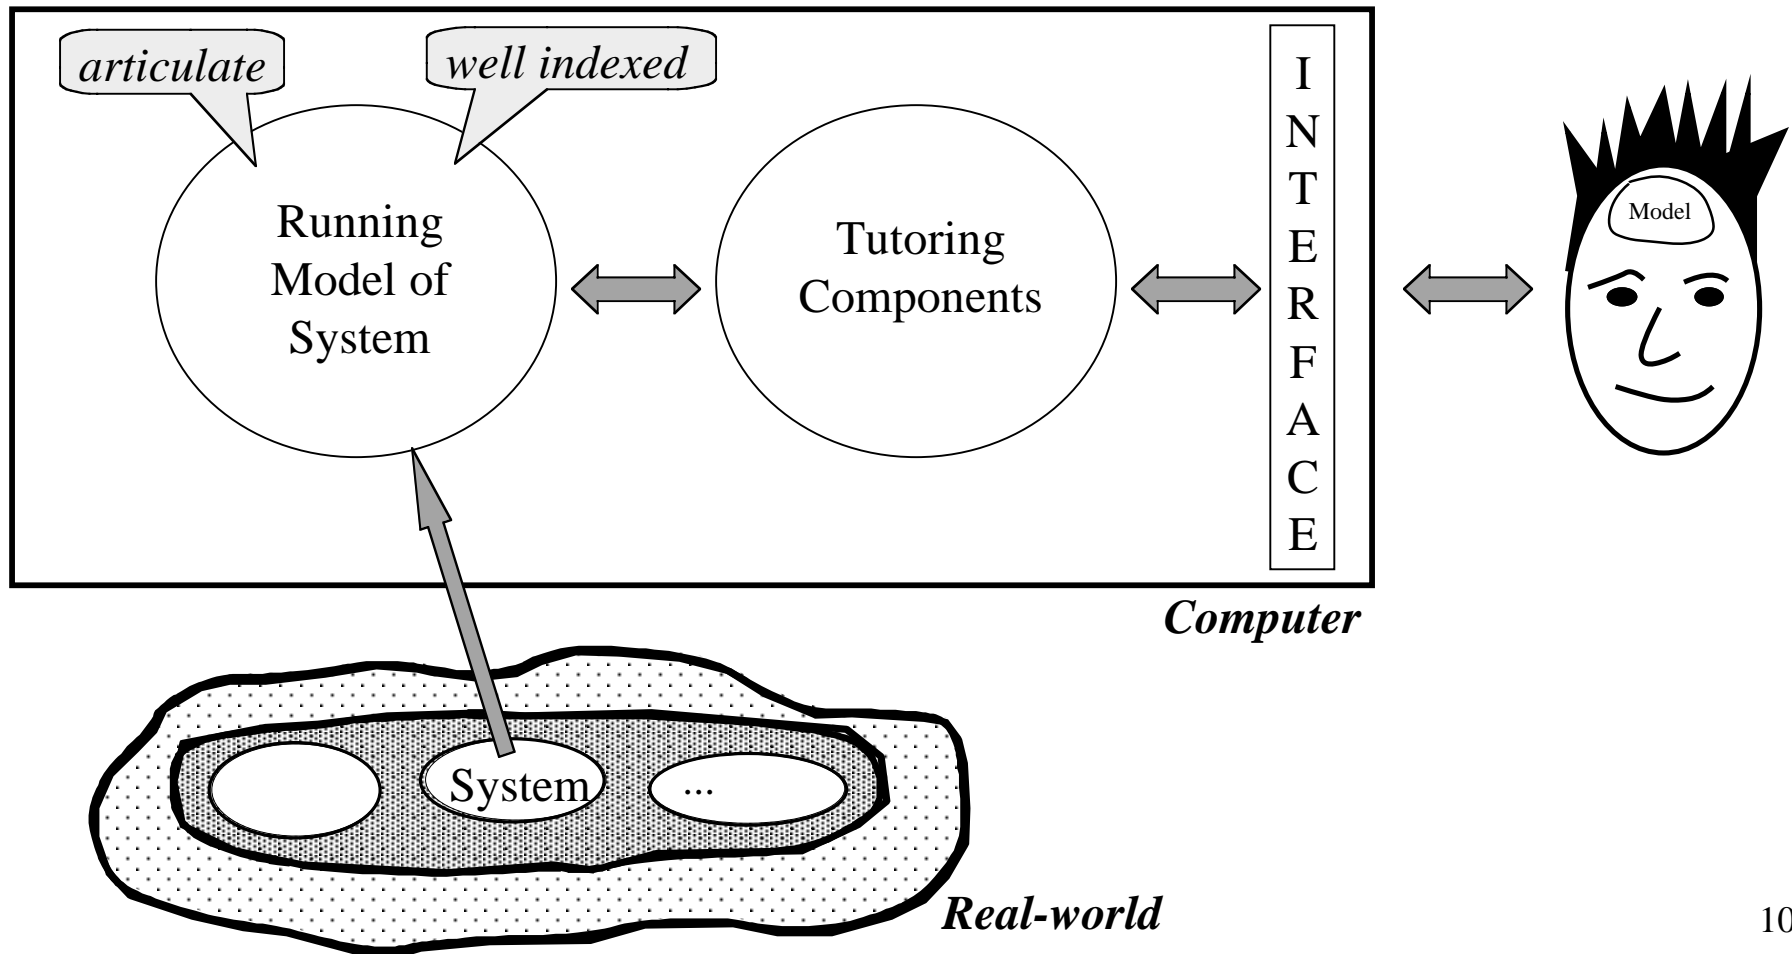 articulate
well indexed
Running
Model of
System
Tutoring
Components
I
N
T
E
R
F
A
C
E
Model
Computer
System
...
Real-world
10